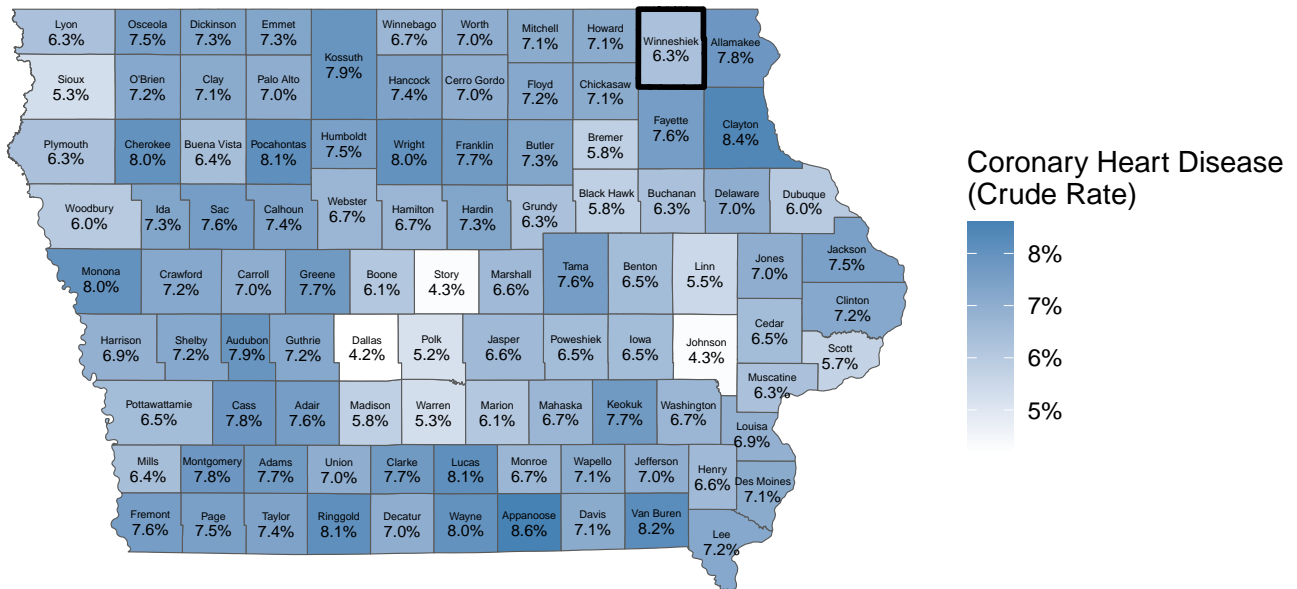 Lyon
6.3%
Osceola
7.5%
Dickinson
7.3%
Emmet
7.3%
Kossuth
7.9%
Winnebago
6.7%
Worth
7.0%
Mitchell
7.1%
Howard
7.1%
Winneshiek
6.3%
Allamakee
7.8%
Sioux
5.3%
O'Brien
7.2%
Clay
7.1%
Palo Alto
7.0%
Hancock
7.4%
Cerro Gordo
7.0%
Floyd
7.2%
Chickasaw
7.1%
Fayette
7.6%
Clayton
8.4%
Plymouth
6.3%
Cherokee
8.0%
Buena Vista
6.4%
Pocahontas
8.1%
Humboldt
7.5%
Wright
8.0%
Franklin
7.7%
Butler
7.3%
Bremer
5.8%
Woodbury
6.0%
Ida
7.3%
Sac
7.6%
Calhoun
7.4%
Webster
6.7%
Hamilton
6.7%
Hardin
7.3%
Grundy
6.3%
Black Hawk
5.8%
Buchanan
6.3%
Delaware
7.0%
Dubuque
6.0%
Monona
8.0%
Crawford
7.2%
Carroll
7.0%
Greene
7.7%
Boone
6.1%
Story
4.3%
Marshall
6.6%
Tama
7.6%
Benton
6.5%
Linn
5.5%
Jones
7.0%
Jackson
7.5%
Clinton
7.2%
Harrison
6.9%
Shelby
7.2%
Audubon
7.9%
Guthrie
7.2%
Dallas
4.2%
Polk
5.2%
Jasper
6.6%
Poweshiek
6.5%
Iowa
6.5%
Johnson
4.3%
Cedar
6.5%
Scott
5.7%
Muscatine
6.3%
Pottawattamie
6.5%
Cass
7.8%
Adair
7.6%
Madison
5.8%
Warren
5.3%
Marion
6.1%
Mahaska
6.7%
Keokuk
7.7%
Washington
6.7%
Louisa
6.9%
Mills
6.4%
Montgomery
7.8%
Adams
7.7%
Union
7.0%
Clarke
7.7%
Lucas
8.1%
Monroe
6.7%
Wapello
7.1%
Jefferson
7.0%
Henry
6.6%
Des Moines
7.1%
Fremont
7.6%
Page
7.5%
Taylor
7.4%
Ringgold
8.1%
Decatur
7.0%
Wayne
8.0%
Appanoose
8.6%
Davis
7.1%
Van Buren
8.2%
Lee
7.2%
Coronary Heart Disease
(Crude Rate)
8%
7%
6%
5%